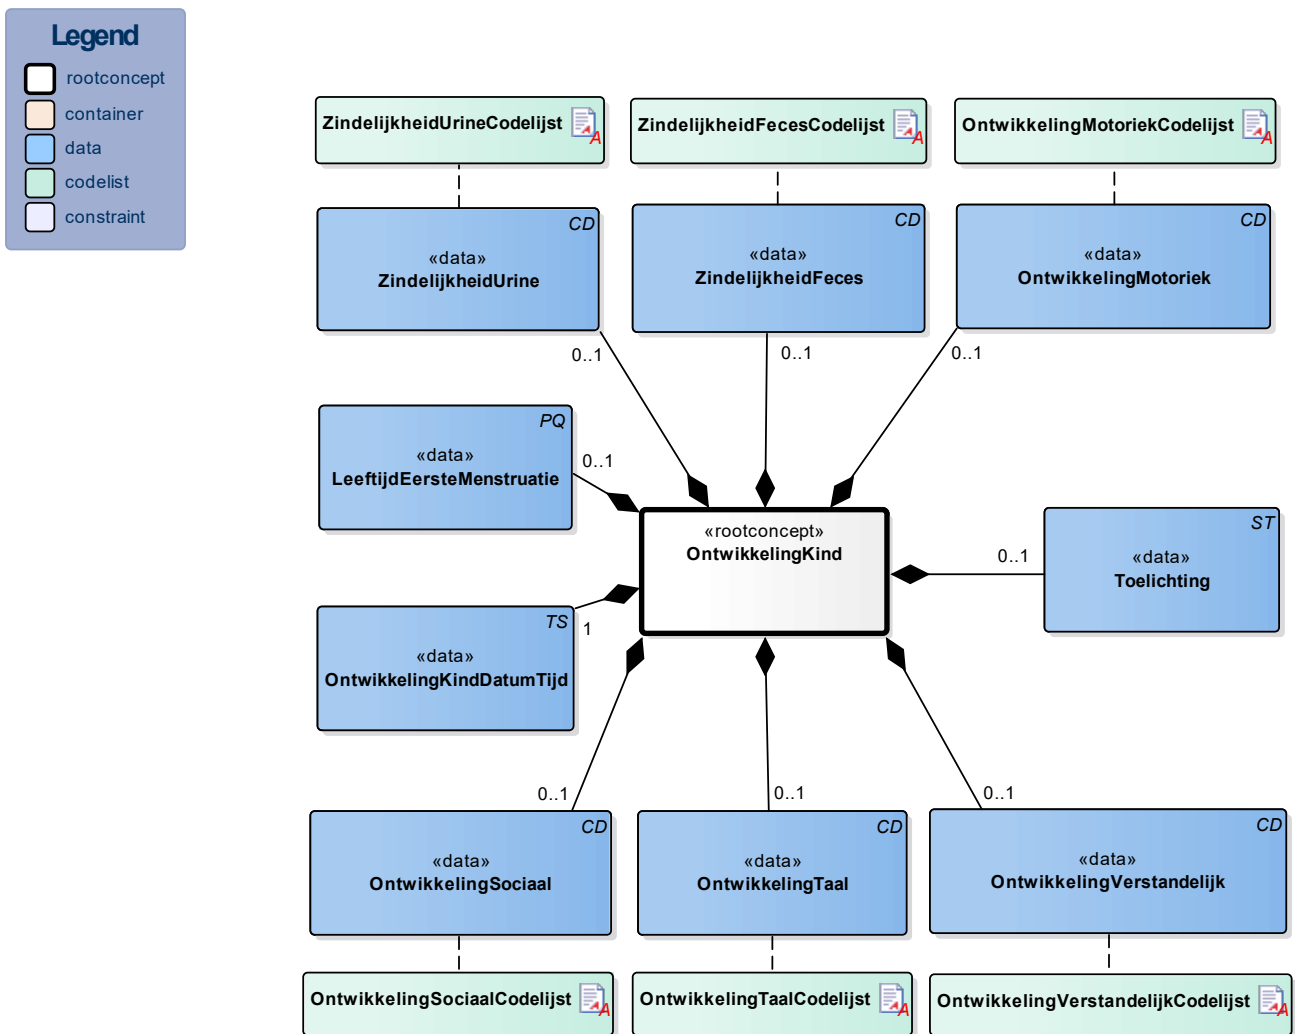 Legend
rootconcept
container
data
codelist
constraint
ZindelijkheidUrineCodelijst
ZindelijkheidFecesCodelijst
OntwikkelingMotoriekCodelijst
CD
«data»
ZindelijkheidUrine
CD
«data»
ZindelijkheidFeces
CD
«data»
OntwikkelingMotoriek
0..1
0..1
0..1
PQ
«data»
LeeftijdEersteMenstruatie
0..1
«rootconcept»
OntwikkelingKind
ST
«data»
Toelichting
0..1
TS
«data»
OntwikkelingKindDatumTijd
1
0..1
0..1
0..1
CD
«data»
OntwikkelingSociaal
CD
«data»
OntwikkelingTaal
CD
«data»
OntwikkelingVerstandelijk
OntwikkelingSociaalCodelijst
OntwikkelingTaalCodelijst
OntwikkelingVerstandelijkCodelijst